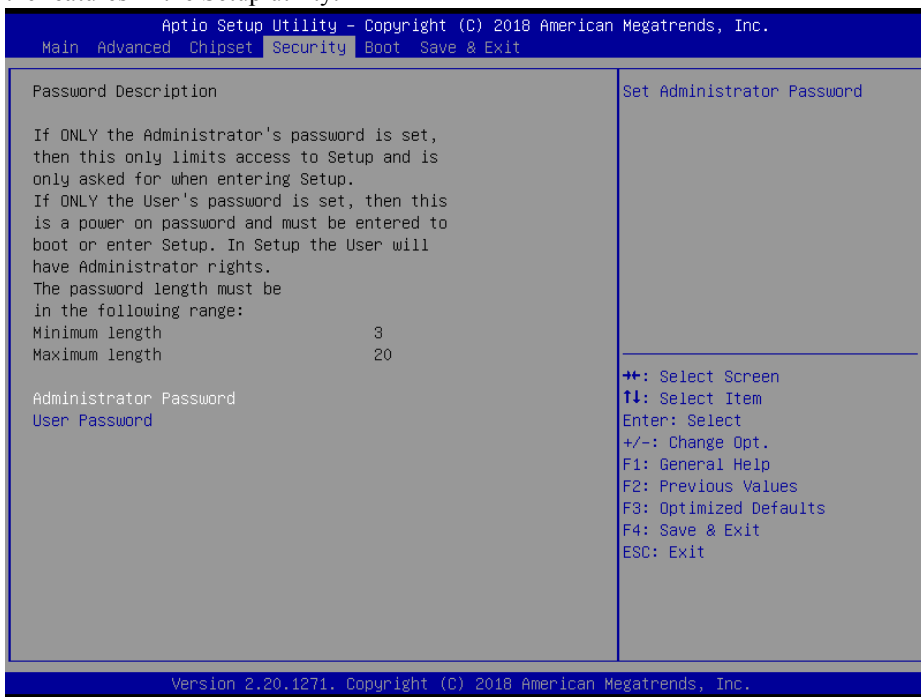 Aptio Setup Utility – Copyright (C) 2018 American Megatrends, Inc.
Main Advanced Chipset Security Boot Save & Exit
Password Description
If ONLY the Administrator's password is set,
then this only limits access to Setup and is
only asked for when entering Setup.
If ONLY the User's password is set, then this
is a power on password and must be entered to
boot or enter Setup. In Setup the User will
have Administrator rights.
The password length must be
in the following range:
Minimum length 3
Maximum length 20
Administrator Password
User Password
Set Administrator Password
→←: Select Screen
↑↓: Select Item
Enter: Select
+/-: Change Opt.
F1: General Help
F2: Previous Values
F3: Optimized Defaults
F4: Save & Exit
ESC: Exit
Version 2.20.1271. Copyright (C) 2018 American Megatrends, Inc.